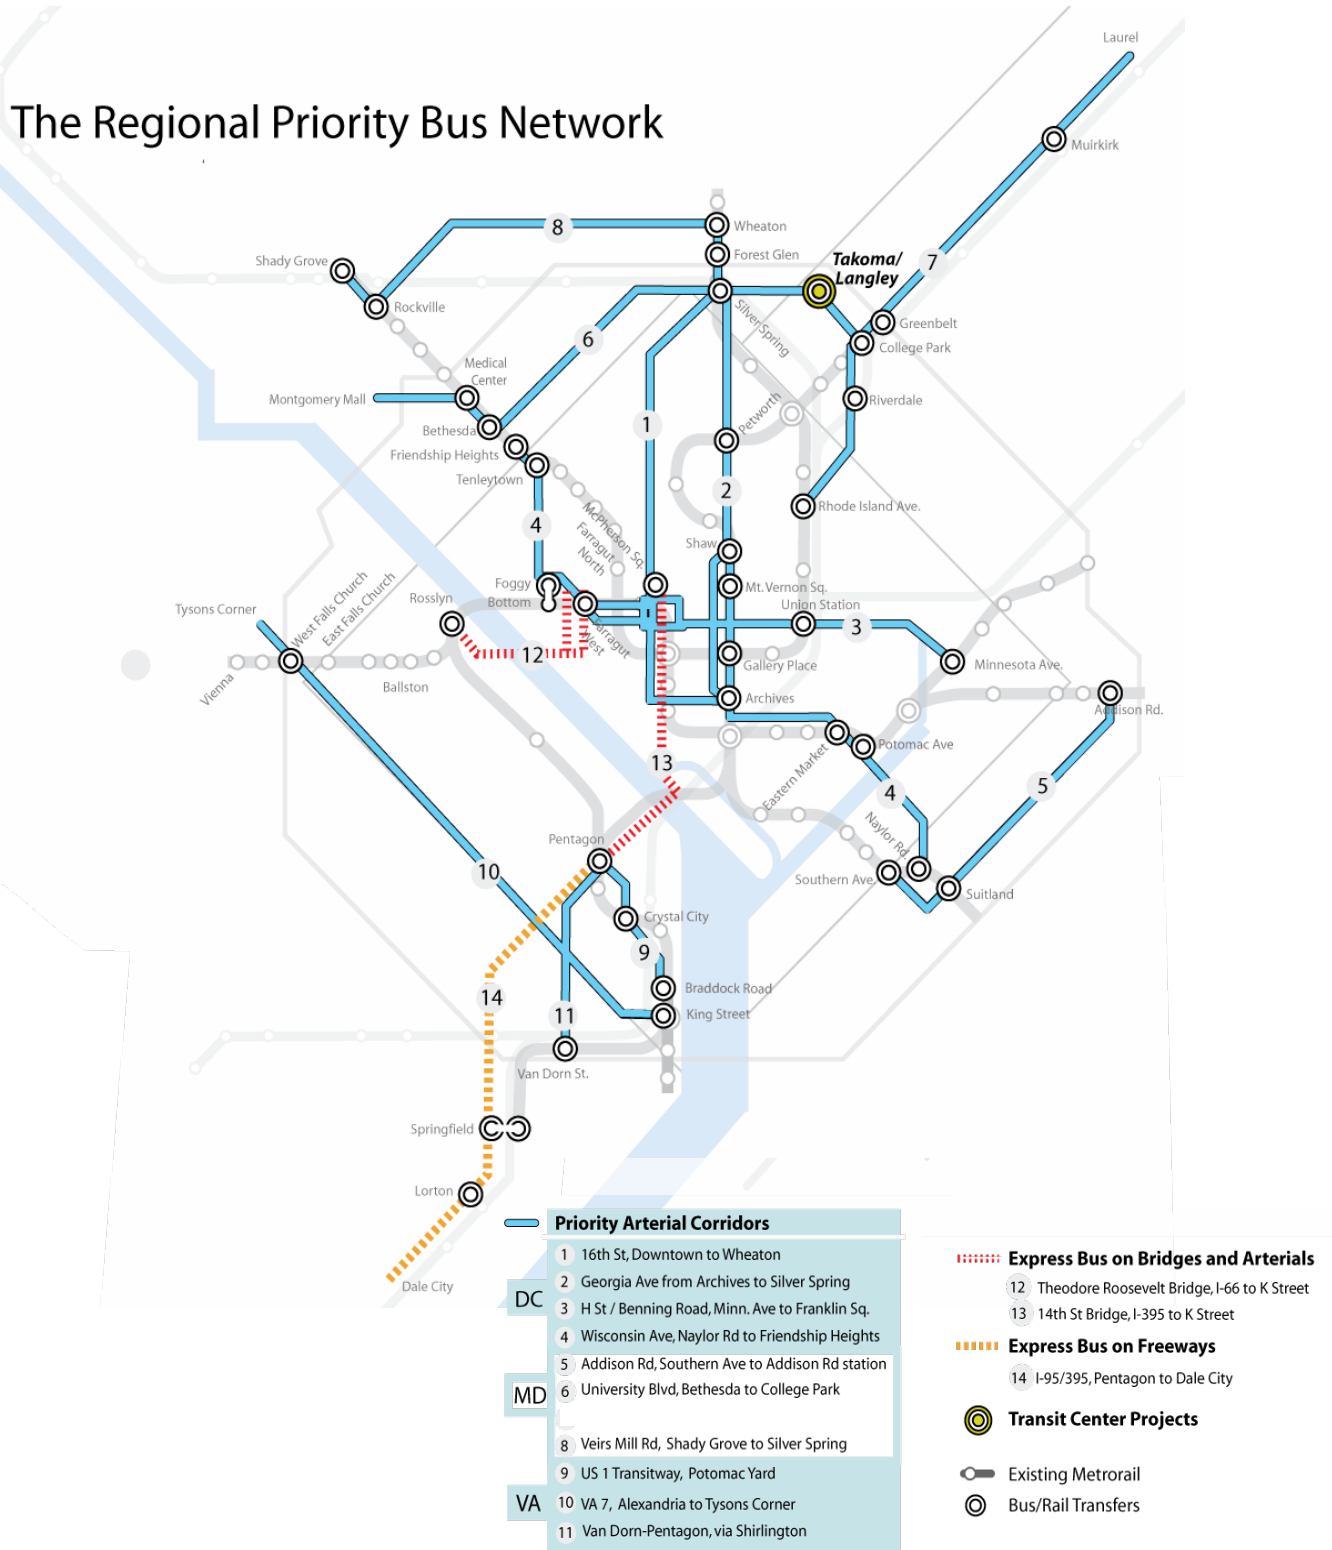 The Regional Priority Bus Network
Laurel
Muirkirk
8
Wheaton
Forest Glen
Shady Grove
Rockville
Takoma/
Langley
7
Silver Spring
Greenbelt
College Park
6
Medical
Center
Montgomery Mall
Riverdale
Bethesda
Friendship Heights
Tenleytown
1
Petworth
2
Rhode Island Ave.
4
McPherson Sq.
Farragut
North
Shaw
Foggy
Bottom
Mt. Vernon Sq.
Rosslyn
Union Station
Tysons Corner
West Falls Church
East Falls Church
Farragut
West
3
12
Gallery Place
Minnesota Ave.
Vienna
Ballston
Archives
Addison Rd.
Potomac Ave
Eastern Market
13
4
5
Pentagon
Naylor Rd.
10
Southern Ave.
Suitland
Crystal City
9
14
Braddock Road
11
King Street
Van Dorn St.
Springfield
Lorton
Dale City
Priority Arterial Corridors
DC
1 16th St, Downtown to Wheaton
2 Georgia Ave from Archives to Silver Spring
3 H St / Benning Road, Minn. Ave to Franklin Sq.
4 Wisconsin Ave, Naylor Rd to Friendship Heights
MD
5 Addison Rd, Southern Ave to Addison Rd station
6 University Blvd, Bethesda to College Park
8 Veirs Mill Rd, Shady Grove to Silver Spring
VA
9 US 1 Transitway, Potomac Yard
10 VA 7, Alexandria to Tysons Corner
11 Van Dorn-Pentagon, via Shirlington
Express Bus on Bridges and Arterials
12 Theodore Roosevelt Bridge, I-66 to K Street
13 14th St Bridge, I-395 to K Street
Express Bus on Freeways
14 I-95/395, Pentagon to Dale City
Transit Center Projects
Existing Metrorail
Bus/Rail Transfers